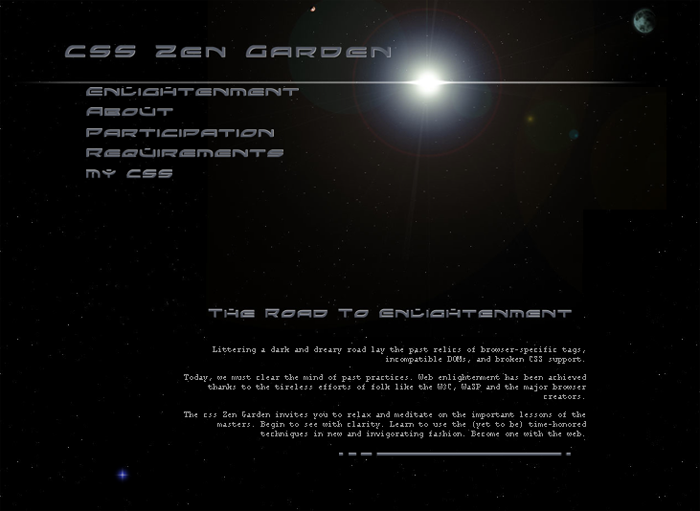 CSS Zen Garden
Enlightenment
About
Participation
Requirements
My CSS
The Road To Enlightenment
Littering a dark and dreary road lay the past relics of browser-specific tags,
incompatible DOMs, and broken CSS support.
Today, we must clear the mind of past practices. Web enlightenment has been achieved
thanks to the tireless efforts of folk like the W3C, WaSP and the major browser
creators.
The css Zen Garden invites you to relax and meditate on the important lessons of the
masters. Begin to see with clarity. Learn to use the (yet to be) time-honored
techniques in new and invigorating fashion. Become one with the web.